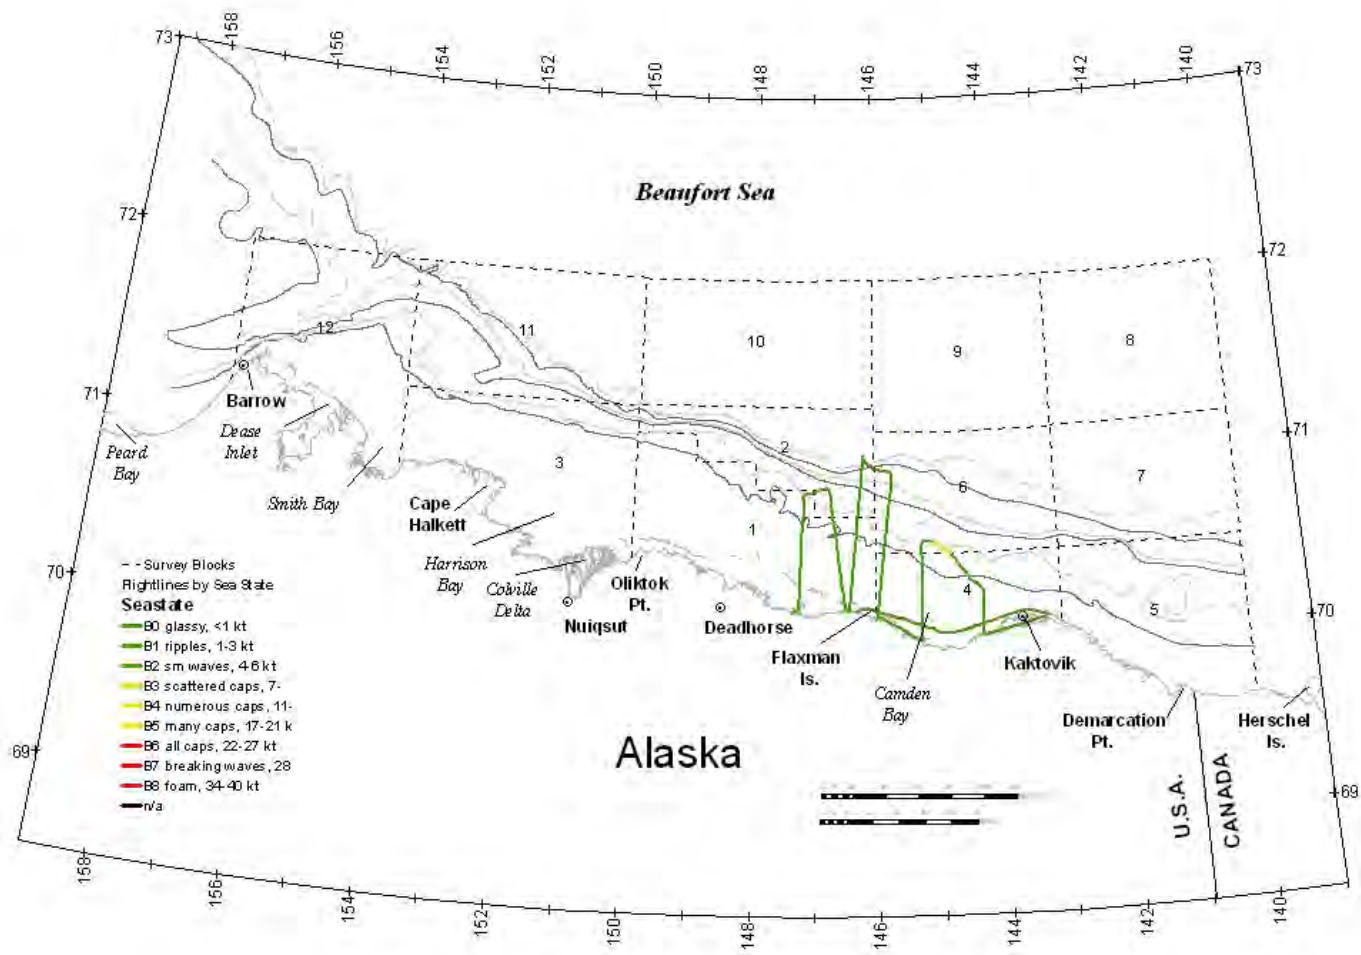 158
156
154
152
150
148
146
144
142
140
73
73
Beaufort Sea
72
72
12
11
10
9
8
71
71
Barrow
Dease
Inlet
Peard
Bay
Smith Bay
3
2
6
7
Cape
Halkett
1
Harrison
Bay
Colville
Delta
Oliktok
Pt.
Nuiqsut
Deadhorse
4
5
70
70
Flaxman
Is.
Kaktovik
Camden
Bay
Demarcation
Pt.
Herschel
Is.
Survey Blocks
Flightlines by Sea State
Seastate
B0 glassy, <1 kt
B1 ripples, 1-3 kt
B2 sm waves, 4-6 kt
B3 scattered caps, 7-
B4 numerous caps, 11-
B5 many caps, 17-21 k
B6 all caps, 22-27 kt
B7 breaking waves, 28
B8 foam, 34-40 kt
n/a
Alaska
U.S.A.
CANADA
69
69
158
156
154
152
150
148
146
144
142
140